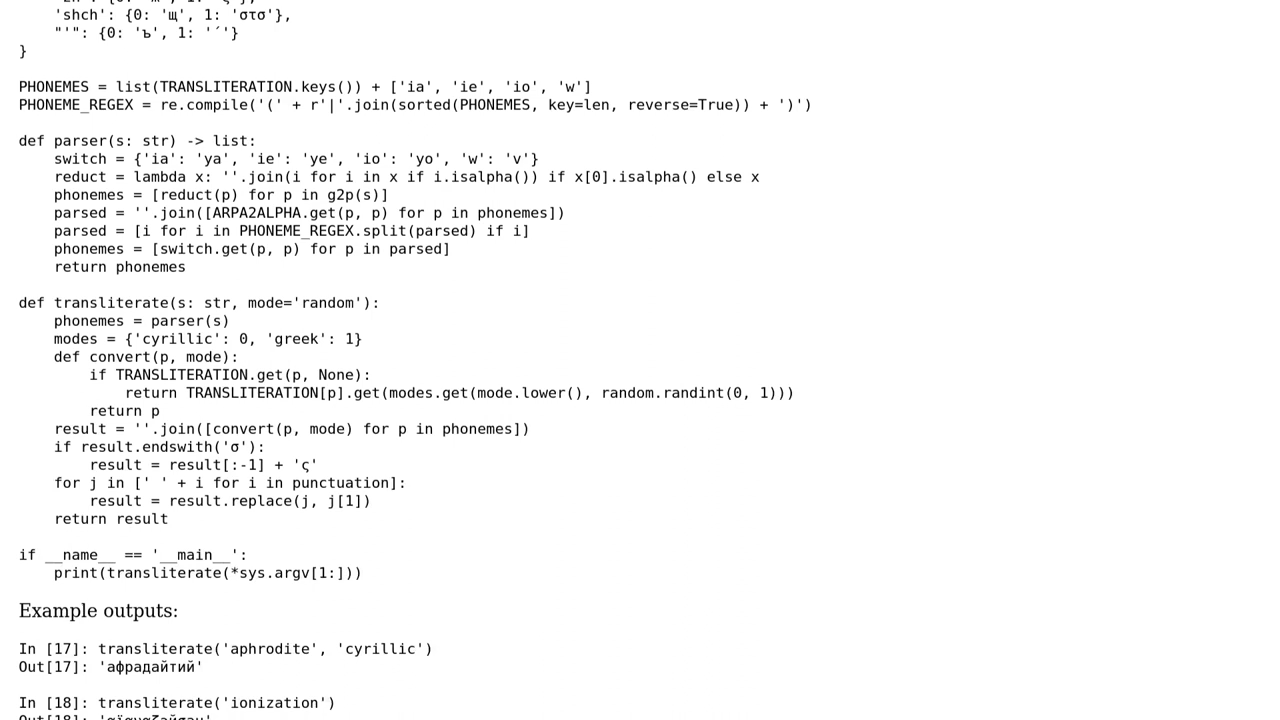 'shch': {0: 'щ', 1: 'στσ'},
"'": {0: 'ъ', 1: '΄'}
}
PHONEMES = list(TRANSLITERATION.keys()) + ['ia', 'ie', 'io', 'w']
PHONEME_REGEX = re.compile('(' + r'|'.join(sorted(PHONEMES, key=len, reverse=True)) + ')')
def parser(s: str) -> list:
switch = {'ia': 'ya', 'ie': 'ye', 'io': 'yo', 'w': 'v'}
reduct = lambda x: ''.join(i for i in x if i.isalpha()) if x[0].isalpha() else x
phonemes = [reduct(p) for p in g2p(s)]
parsed = ''.join([ARPA2ALPHA.get(p, p) for p in phonemes])
parsed = [i for i in PHONEME_REGEX.split(parsed) if i]
phonemes = [switch.get(p, p) for p in parsed]
return phonemes
def transliterate(s: str, mode='random'):
phonemes = parser(s)
modes = {'cyrillic': 0, 'greek': 1}
def convert(p, mode):
if TRANSLITERATION.get(p, None):
return TRANSLITERATION[p].get(modes.get(mode.lower(), random.randint(0, 1)))
return p
result = ''.join([convert(p, mode) for p in phonemes])
if result.endswith('σ'):
result = result[:-1] + 'ς'
for j in [' ' + i for i in punctuation]:
result = result.replace(j, j[1])
return result
if __name__ == '__main__':
print(transliterate(*sys.argv[1:]))
Example outputs:
In [17]: transliterate('aphrodite', 'cyrillic')
Out[17]: 'афрадайтий'
In [18]: transliterate('ionization')